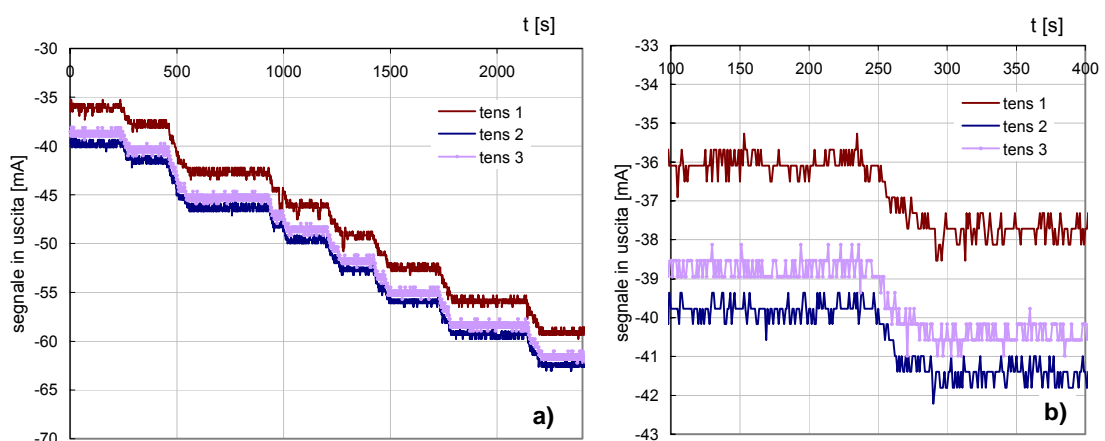 t [s]
-30
0 500 1000 1500 2000
-35
-40
-45
-50
-55
-60
-65
-70
segnale in uscita [mA]
tens 1
tens 2
tens 3
a)
t [s]
-33
100 150 200 250 300 350 400
-34
-35
-36
-37
-38
-39
-40
-41
-42
-43
segnale in uscita [mA]
tens 1
tens 2
tens 3
b)